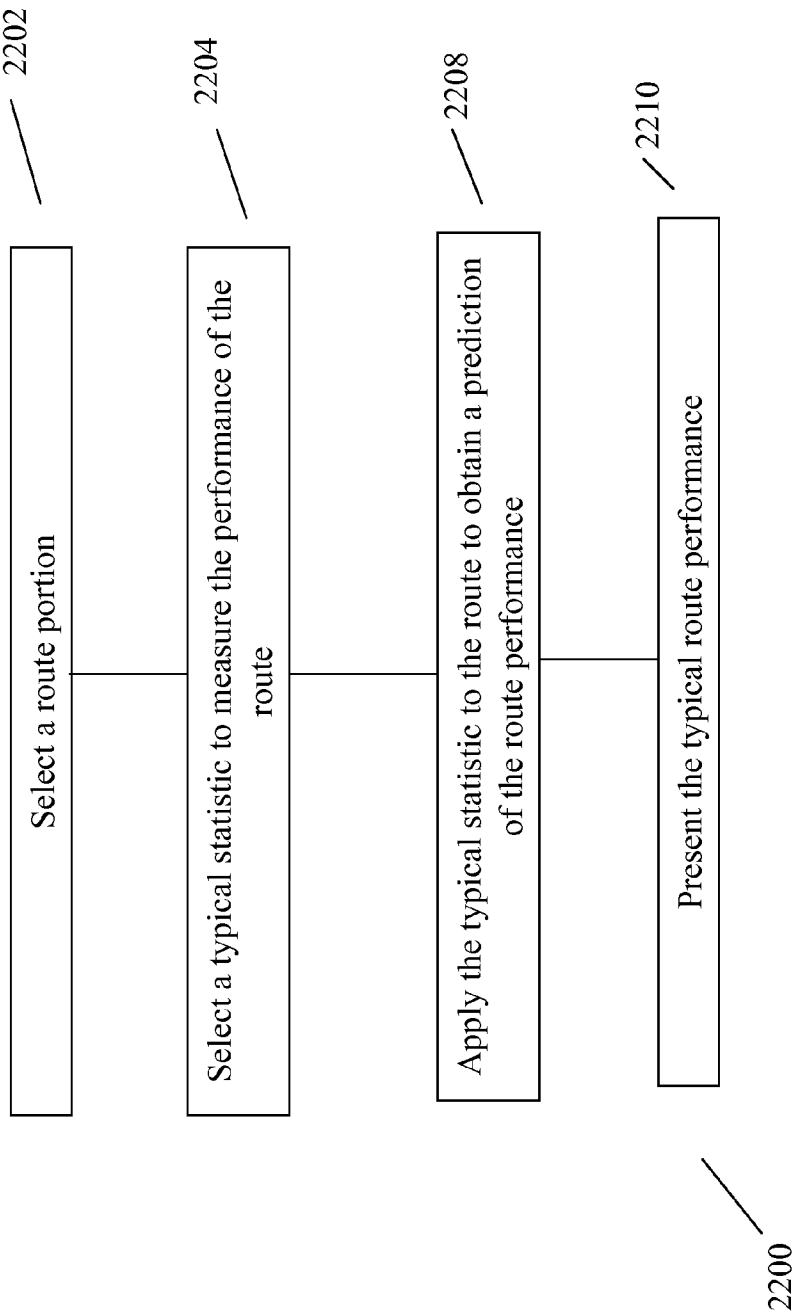 2202
Select a route portion
2204
Select a typical statistic to measure the performance of the
route
2208
Apply the typical statistic to the route to obtain a prediction
of the route performance
2210
Present the typical route performance
2200